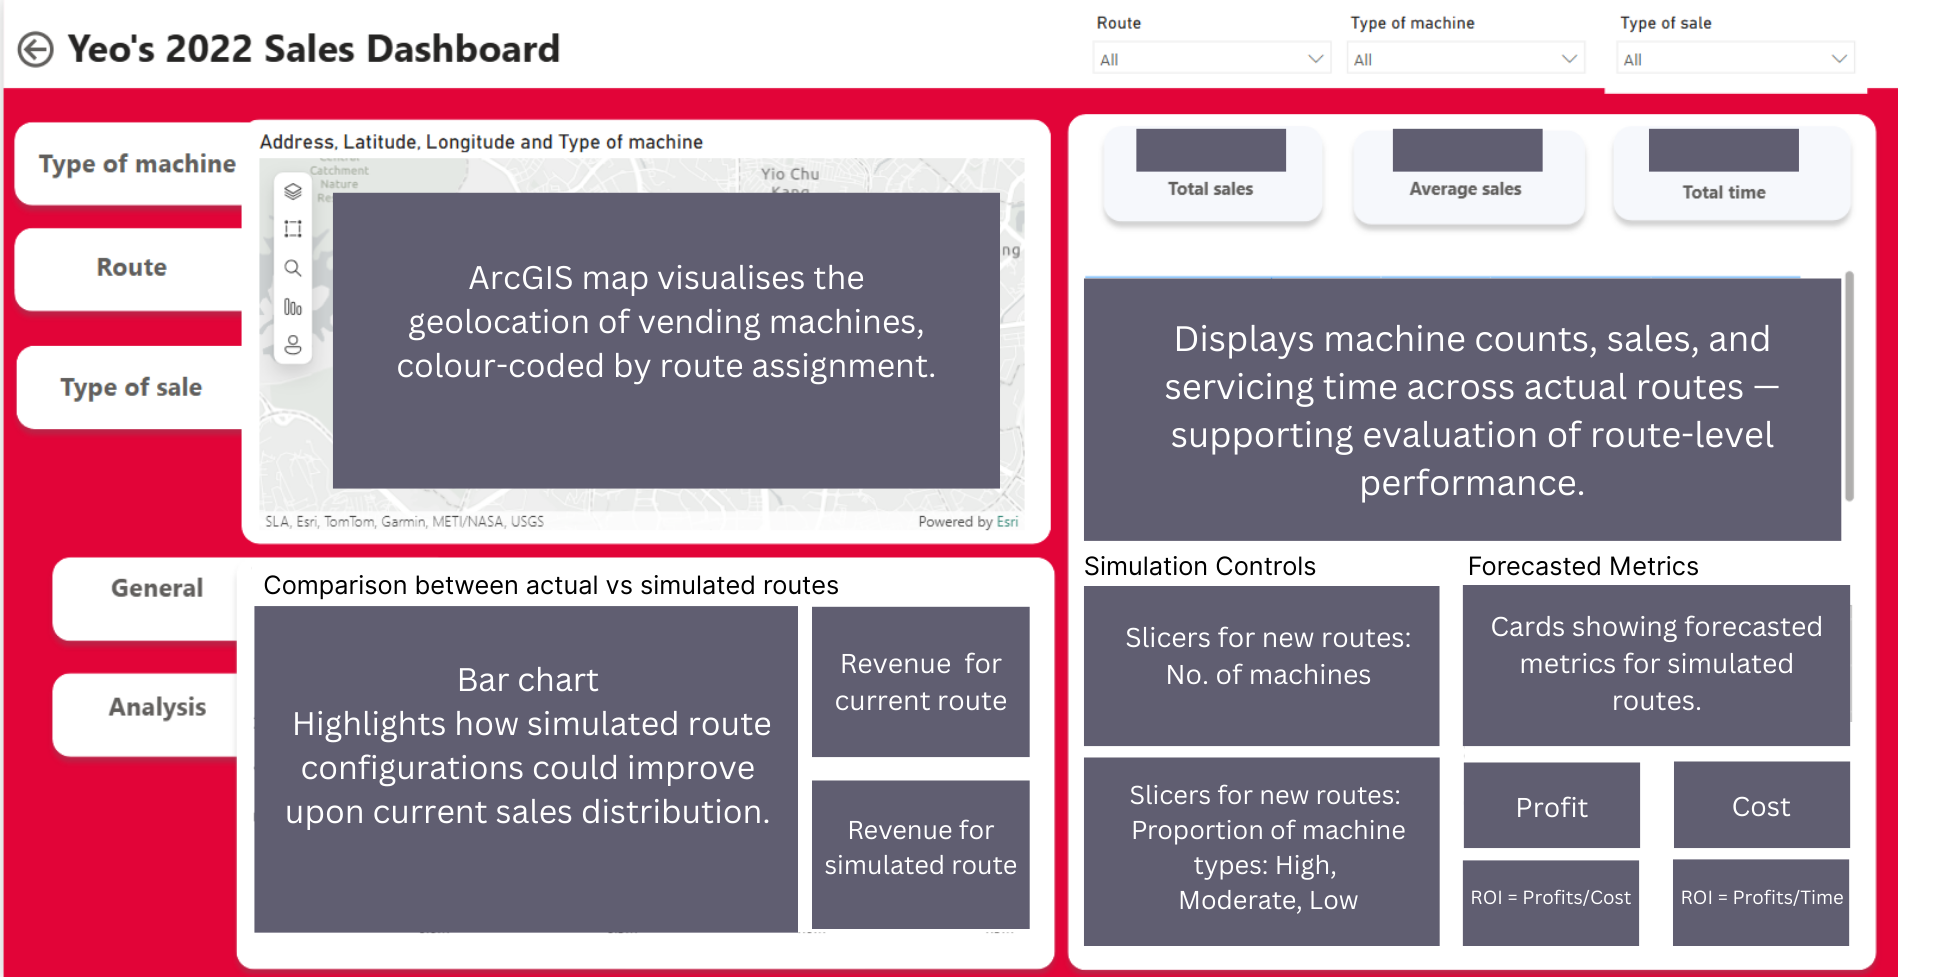 Yeo's 2022 Sales Dashboard
Route
All
Type of machine
All
Type of sale
All
Type of machine
Route
Type of sale
General
Analysis
Address, Latitude, Longitude and Type of machine
Catchment
Nature
Re
Yio Chu
Kang
ng
ArcGIS map visualises the
geolocation of vending machines,
colour-coded by route assignment.
SLA, Esri, TomTom, Garmin, METI/NASA, USGS
Powered by Esri
Total sales
Average sales
Total time
Displays machine counts, sales, and
servicing time across actual routes —
supporting evaluation of route-level
performance.
Comparison between actual vs simulated routes
Bar chart
Highlights how simulated route
configurations could improve
upon current sales distribution.
Revenue for
current route
Revenue for
simulated route
Simulation Controls
Slicers for new routes:
No. of machines
Slicers for new routes:
Proportion of machine
types: High,
Moderate, Low
Forecasted Metrics
Cards showing forecasted
metrics for simulated
routes.
Profit
Cost
ROI = Profits/Cost
ROI = Profits/Time